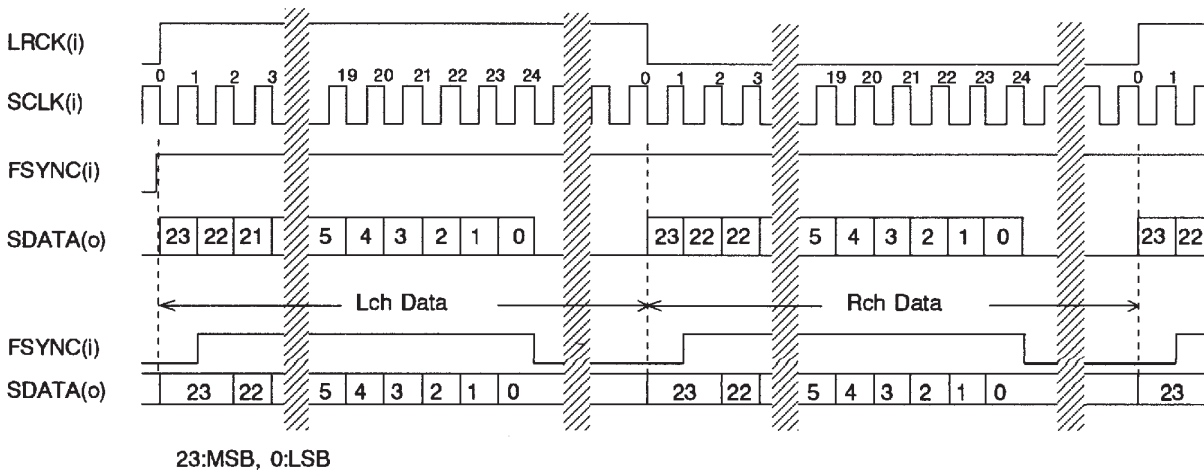 LRCK(i)
0 1 2 3 19 20 21 22 23 24 0 1 2 3 19 20 21 22 23 24 0 1
SCLK(i)
FSYNC(i)
SDATA(o) 23 22 21 5 4 3 2 1 0 23 22 22 5 4 3 2 1 0 23 22
Lch Data Rch Data
FSYNC(i)
SDATA(o) 23 22 5 4 3 2 1 0 23 22 5 4 3 2 1 0 23
23:MSB, 0:LSB